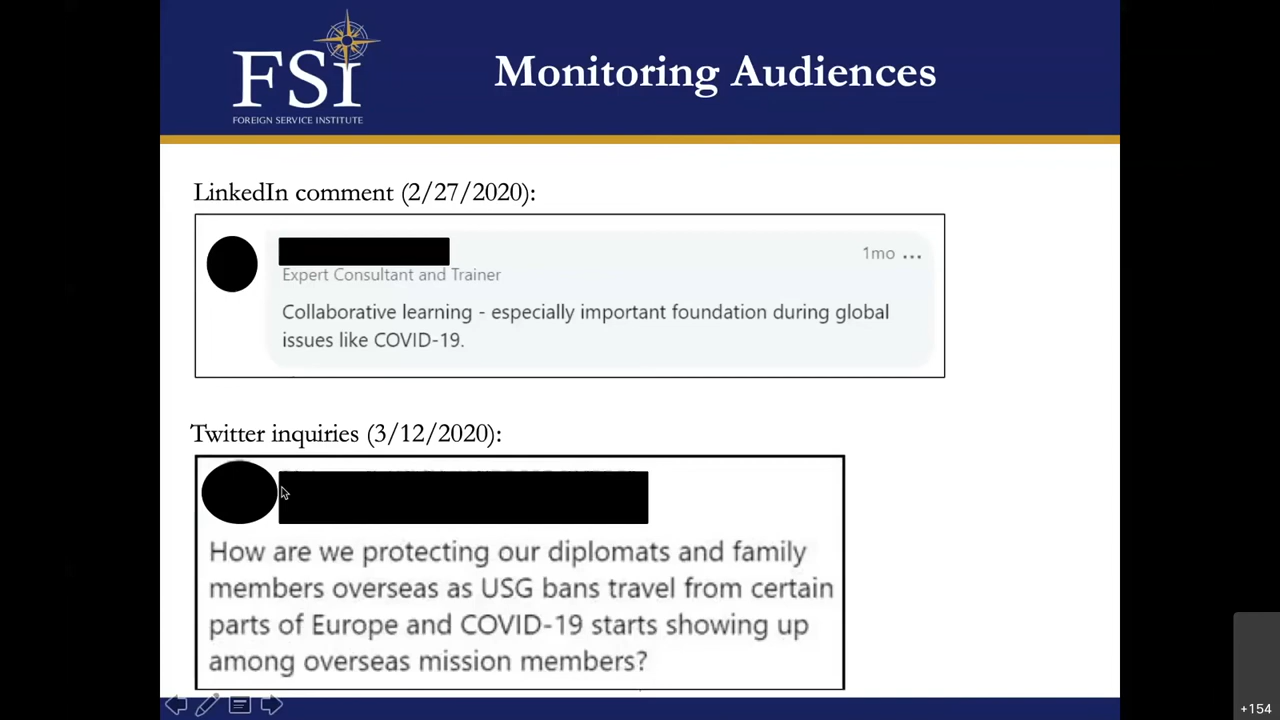 FSI
FOREIGN SERVICE INSTITUTE
Monitoring Audiences
LinkedIn comment (2/27/2020):
1mo ...
Expert Consultant and Trainer
Collaborative learning - especially important foundation during global
issues like COVID-19.
Twitter inquiries (3/12/2020):
How are we protecting our diplomats and family
members overseas as USG bans travel from certain
parts of Europe and COVID-19 starts showing up
among overseas mission members?
+154